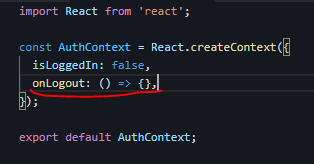 import React from 'react';
const AuthContext = React.createContext({
isLoggedIn: false,
onLogout: () => {},
});
export default AuthContext;